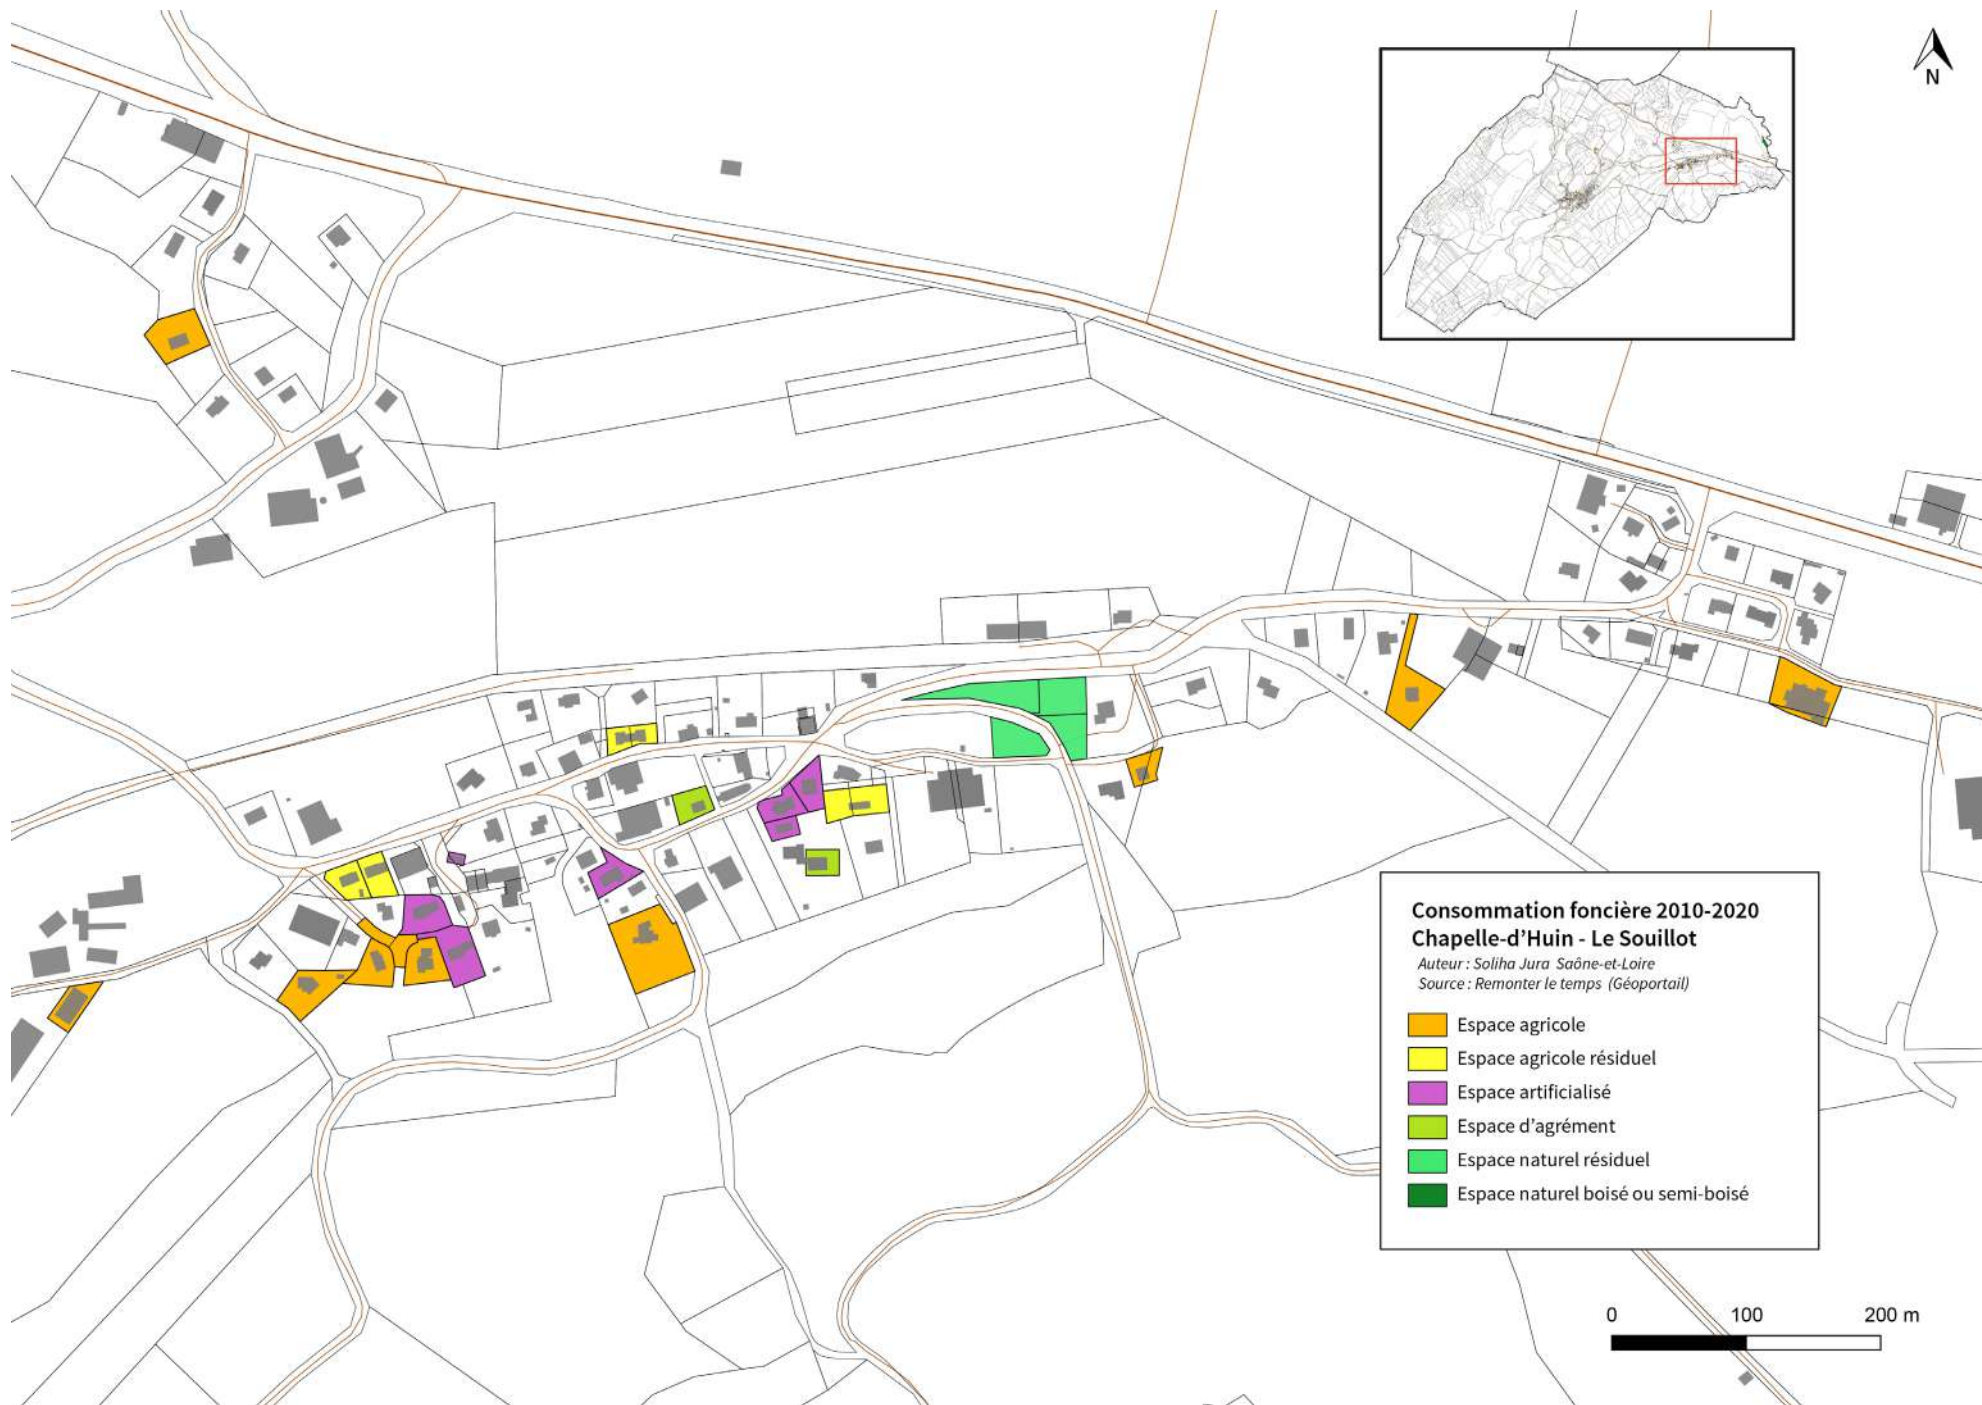 N
Consommation foncière 2010-2020
Chapelle-d'Huin - Le Souillot
Auteur : Soliha Jura Saône-et-Loire
Source : Remonter le temps (Géoportail)
Espace agricole
Espace agricole résiduel
Espace artificialisé
Espace d'agrément
Espace naturel résiduel
Espace naturel boisé ou semi-boisé
0 100 200 m